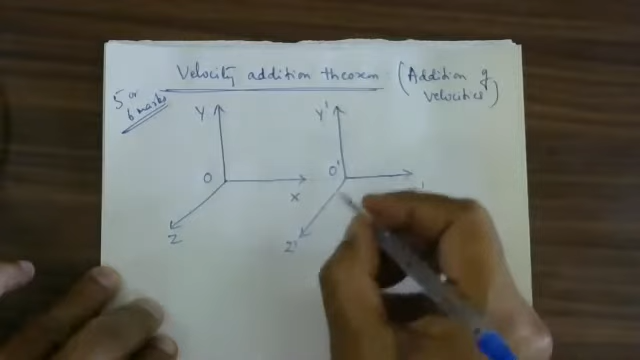 Velocity addition theorem (Addition of
velocities)
5 or
6 marks
Y
Y'
O
O'
X
Z
Z'